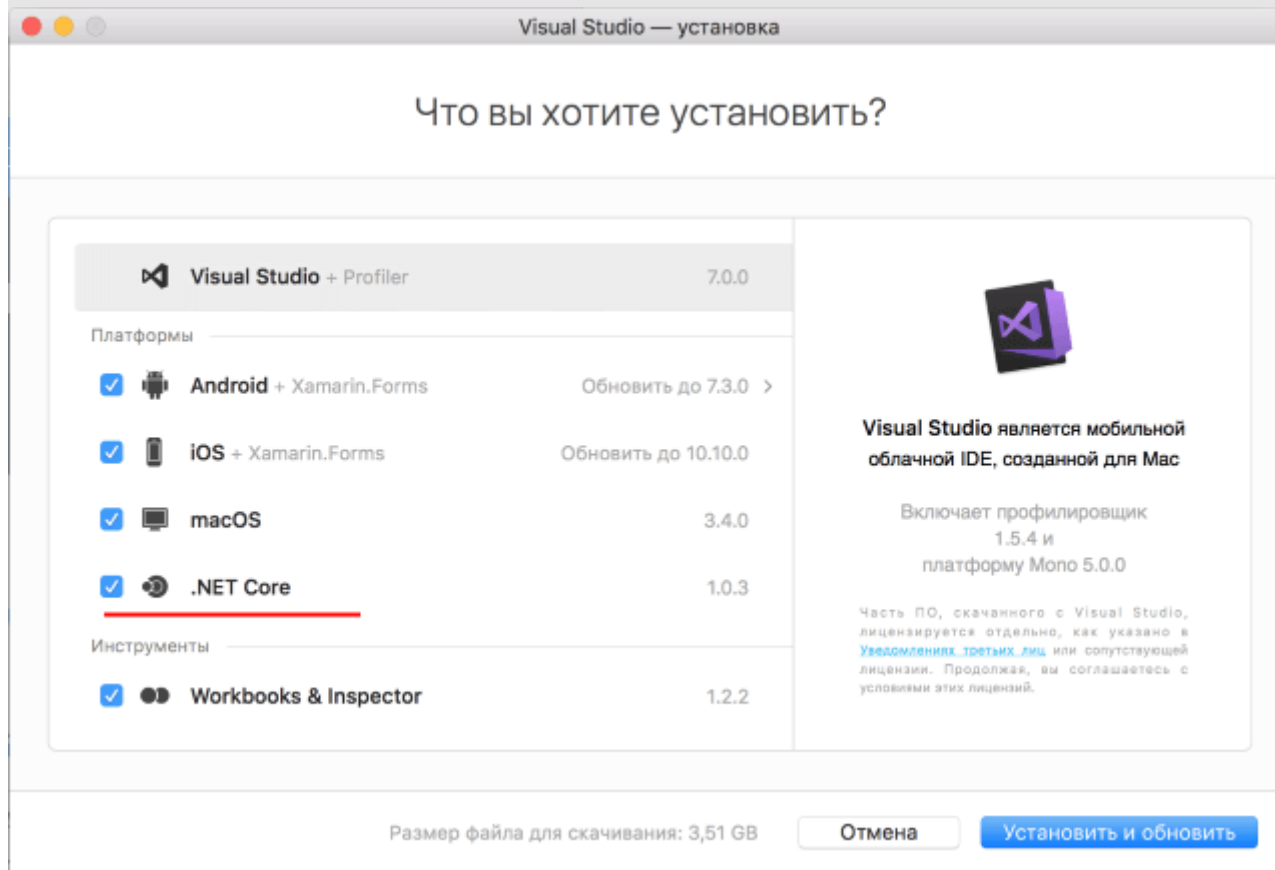 Visual Studio — установка
Что вы хотите установить?
Visual Studio + Profiler 7.0.0
Платформы
Android + Xamarin.Forms Обновить до 7.3.0 >
iOS + Xamarin.Forms Обновить до 10.10.0
macOS 3.4.0
.NET Core 1.0.3
Инструменты
Workbooks & Inspector 1.2.2
Visual Studio является мобильной
облачной IDE, созданной для Mac
Включает профилировщик
1.5.4 и
платформу Mono 5.0.0
Часть ПО, скачанного с Visual Studio,
лицензируется отдельно, как указано в
Уведомлениях третьих лиц или сопутствующей
лицензии. Продолжая, вы соглашаетесь с
условиями этих лицензий.
Размер файла для скачивания: 3,51 GB
Отмена
Установить и обновить